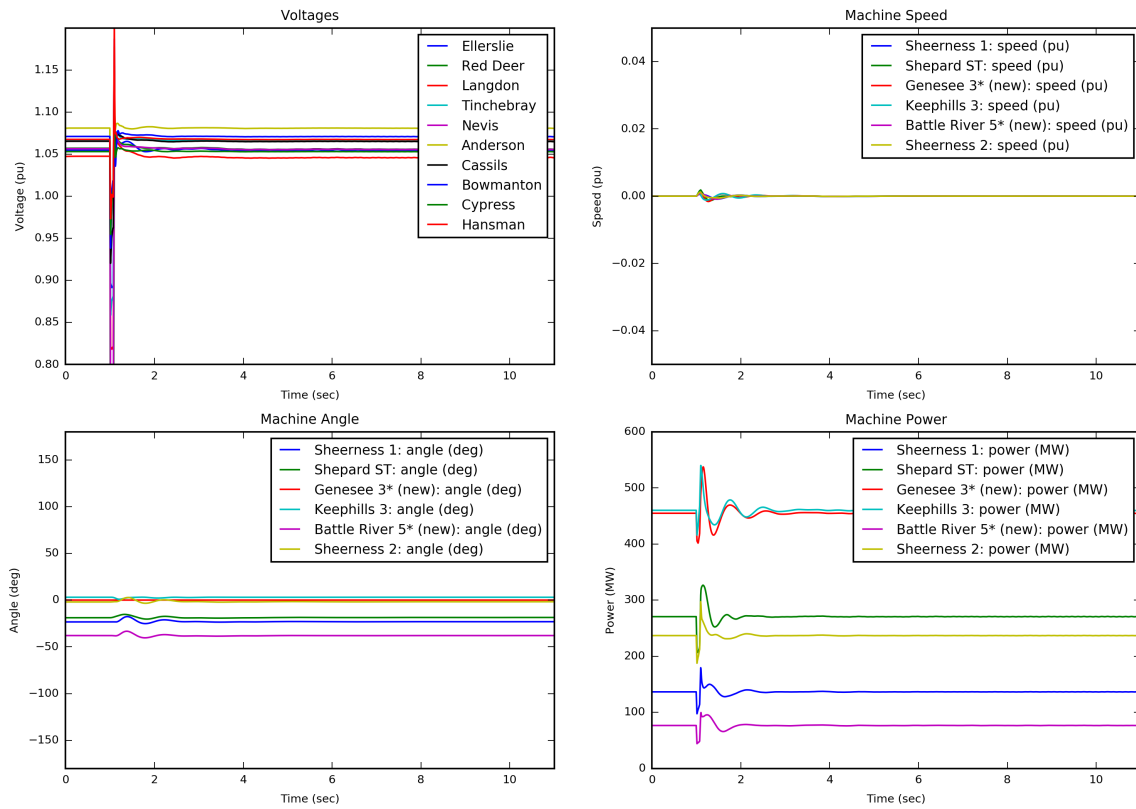 Voltages
1.15
1.10
1.05
1.00
0.95
0.90
0.85
0.80
Voltage (pu)
0 2 4 6 8 10
Time (sec)
Ellerslie
Red Deer
Langdon
Tinchebray
Nevis
Anderson
Cassils
Bowmanton
Cypress
Hansman
Machine Speed
0.04
0.02
0.00
−0.02
−0.04
Speed (pu)
0 2 4 6 8 10
Time (sec)
Sheerness 1: speed (pu)
Shepard ST: speed (pu)
Genesee 3* (new): speed (pu)
Keephills 3: speed (pu)
Battle River 5* (new): speed (pu)
Sheerness 2: speed (pu)
Machine Angle
150
100
50
0
−50
−100
−150
Angle (deg)
0 2 4 6 8 10
Time (sec)
Sheerness 1: angle (deg)
Shepard ST: angle (deg)
Genesee 3* (new): angle (deg)
Keephills 3: angle (deg)
Battle River 5* (new): angle (deg)
Sheerness 2: angle (deg)
Machine Power
600
500
400
300
200
100
0
Power (MW)
0 2 4 6 8 10
Time (sec)
Sheerness 1: power (MW)
Shepard ST: power (MW)
Genesee 3* (new): power (MW)
Keephills 3: power (MW)
Battle River 5* (new): power (MW)
Sheerness 2: power (MW)